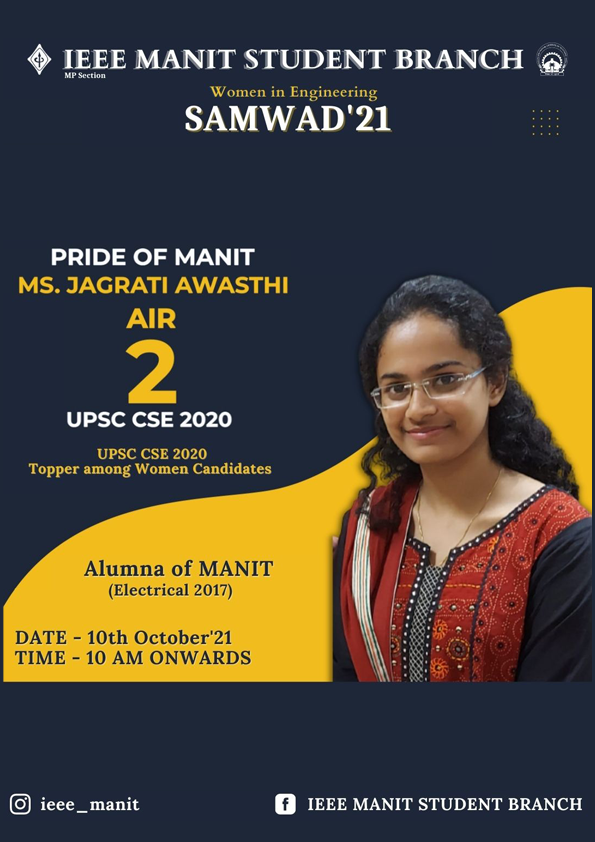 IEEE MANIT STUDENT BRANCH
MP Section
Women in Engineering
SAMWAD'21
PRIDE OF MANIT
MS. JAGRATI AWASTHI
AIR
2
UPSC CSE 2020
UPSC CSE 2020
Topper among Women Candidates
Alumna of MANIT
(Electrical 2017)
DATE - 10th October'21
TIME - 10 AM ONWARDS
ieee_manit
IEEE MANIT STUDENT BRANCH